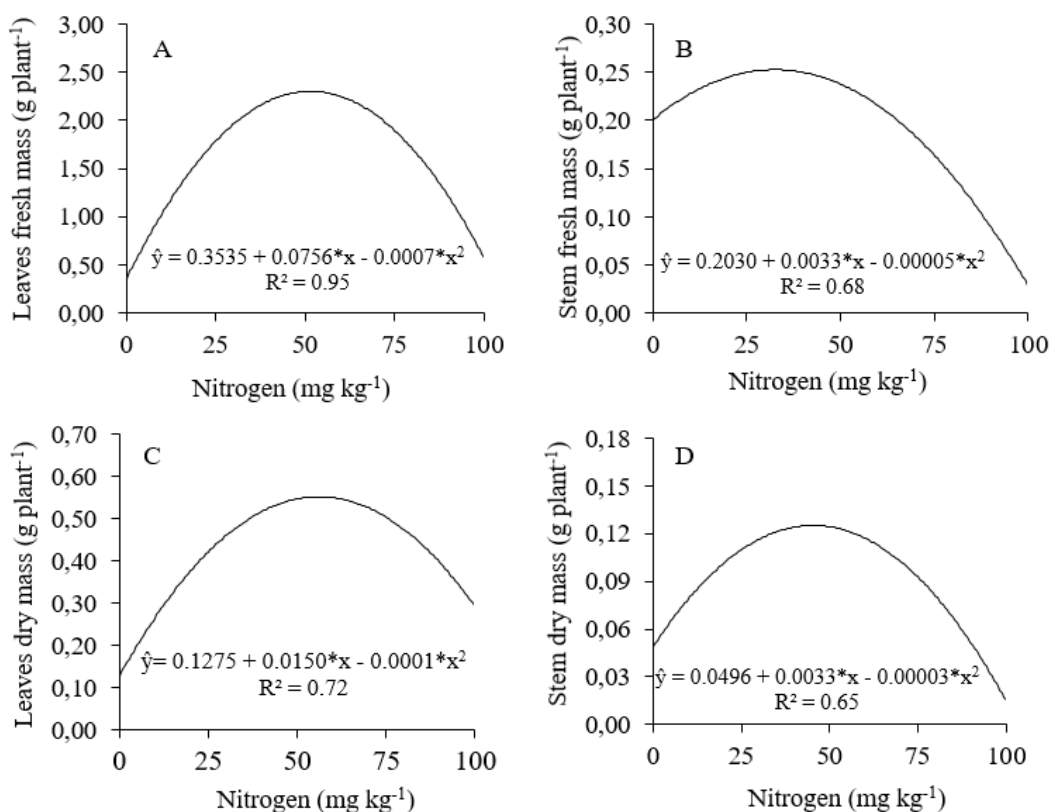 A
Leaves fresh mass (g plant⁻¹)
3,00
2,50
2,00
1,50
1,00
0,50
0,00
ŷ = 0.3535 + 0.0756*x - 0.0007*x²
R² = 0.95
0 25 50 75 100
Nitrogen (mg kg⁻¹)
B
Stem fresh mass (g plant⁻¹)
0,30
0,25
0,20
0,15
0,10
0,05
0,00
ŷ = 0.2030 + 0.0033*x - 0.00005*x²
R² = 0.68
0 25 50 75 100
Nitrogen (mg kg⁻¹)
C
Leaves dry mass (g plant⁻¹)
0,70
0,60
0,50
0,40
0,30
0,20
0,10
0,00
ŷ= 0.1275 + 0.0150*x - 0.0001*x²
R² = 0.72
0 25 50 75 100
Nitrogen (mg kg⁻¹)
D
Stem dry mass (g plant⁻¹)
0,18
0,15
0,12
0,09
0,06
0,03
0,00
ŷ = 0.0496 + 0.0033*x - 0.00003*x²
R² = 0.65
0 25 50 75 100
Nitrogen (mg kg⁻¹)